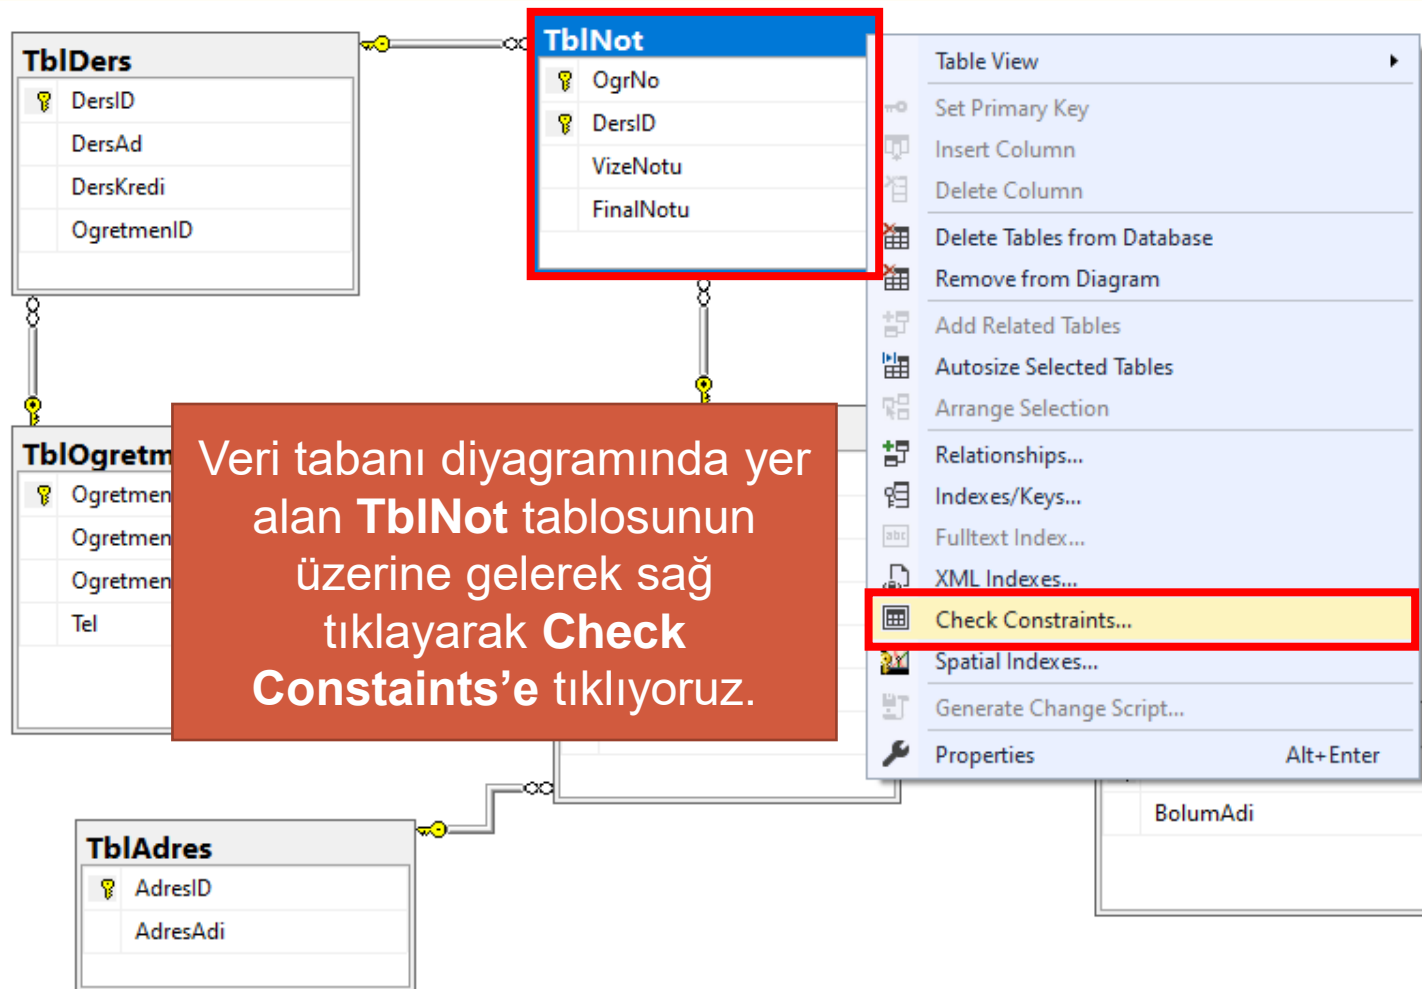 TblDers
DersID
DersAd
DersKredi
OgretmenID
TblNot
OgrNo
DersID
VizeNotu
FinalNotu
Table View
Set Primary Key
Insert Column
Delete Column
Delete Tables from Database
Remove from Diagram
Add Related Tables
Autosize Selected Tables
Arrange Selection
Relationships...
Indexes/Keys...
Fulltext Index...
XML Indexes...
Check Constraints...
Spatial Indexes...
Generate Change Script...
Properties Alt+Enter
TblOgretm
Ogretmen
Ogretmen
Ogretmen
Tel
Veri tabanı diyagramında yer
alan TblNot tablosunun
üzerine gelerek sağ
tıklayarak Check
Constaints’e tıklıyoruz.
BolumAdi
TblAdres
AdresID
AdresAdi